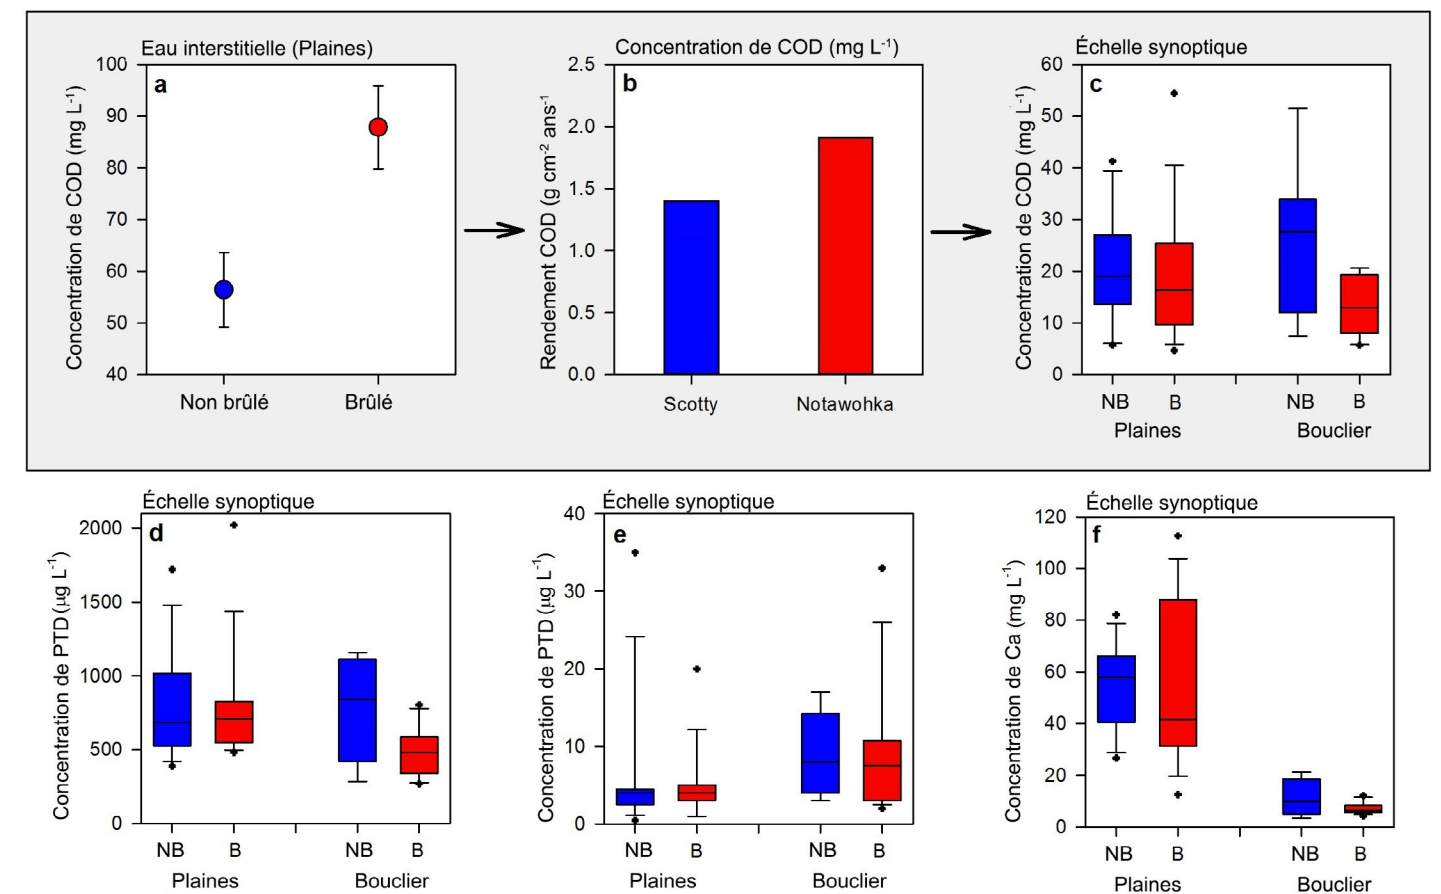 Eau interstitielle (Plaines)
a
Concentration de COD (mg L-1)
100
90
80
70
60
50
40
Non brûlé
Brûlé
Concentration de COD (mg L-1)
b
Rendement COD (g cm-2 ans-1
2.5
2.0
1.5
1.0
0.5
0.0
Scotty
Notawohka
Échelle synoptique
c
Concentration de COD (mg L-1)
60
50
40
30
20
10
0
NB B NB B
Plaines Bouclier
Échelle synoptique
d
Concentration de PTD (µg L-1)
2000
1500
1000
500
0
NB B NB B
Plaines Bouclier
Échelle synoptique
e
Concentration de PTD (µg L-1)
40
30
20
10
0
NB B NB B
Plaines Bouclier
Échelle synoptique
f
Concentration de Ca (mg L-1)
120
100
80
60
40
20
0
NB B NB B
Plaines Bouclier